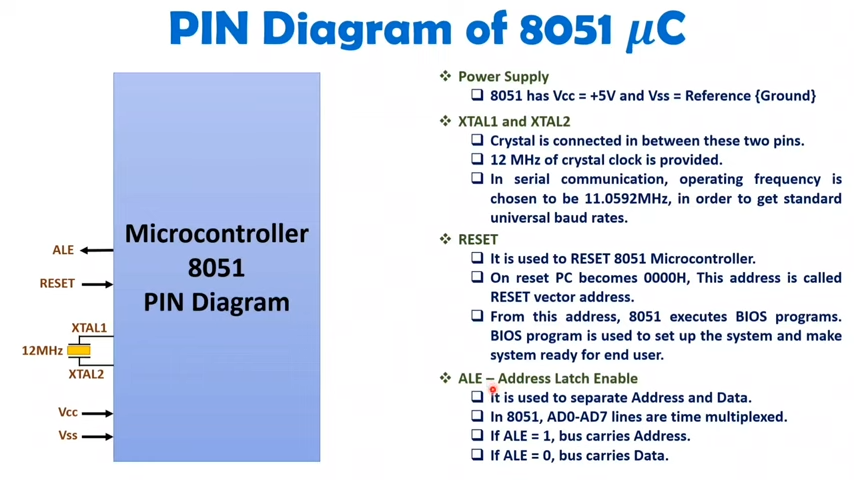 PIN Diagram of 8051 μC
Microcontroller
8051
PIN Diagram
ALE
RESET
XTAL1
12MHz
XTAL2
Vcc
Vss
❖ Power Supply
❑ 8051 has Vcc = +5V and Vss = Reference {Ground}
❖ XTAL1 and XTAL2
❑ Crystal is connected in between these two pins.
❑ 12 MHz of crystal clock is provided.
❑ In serial communication, operating frequency is
chosen to be 11.0592MHz, in order to get standard
universal baud rates.
❖ RESET
❑ It is used to RESET 8051 Microcontroller.
❑ On reset PC becomes 0000H, This address is called
RESET vector address.
❑ From this address, 8051 executes BIOS programs.
BIOS program is used to set up the system and make
system ready for end user.
❖ ALE – Address Latch Enable
❑ It is used to separate Address and Data.
❑ In 8051, AD0-AD7 lines are time multiplexed.
❑ If ALE = 1, bus carries Address.
❑ If ALE = 0, bus carries Data.